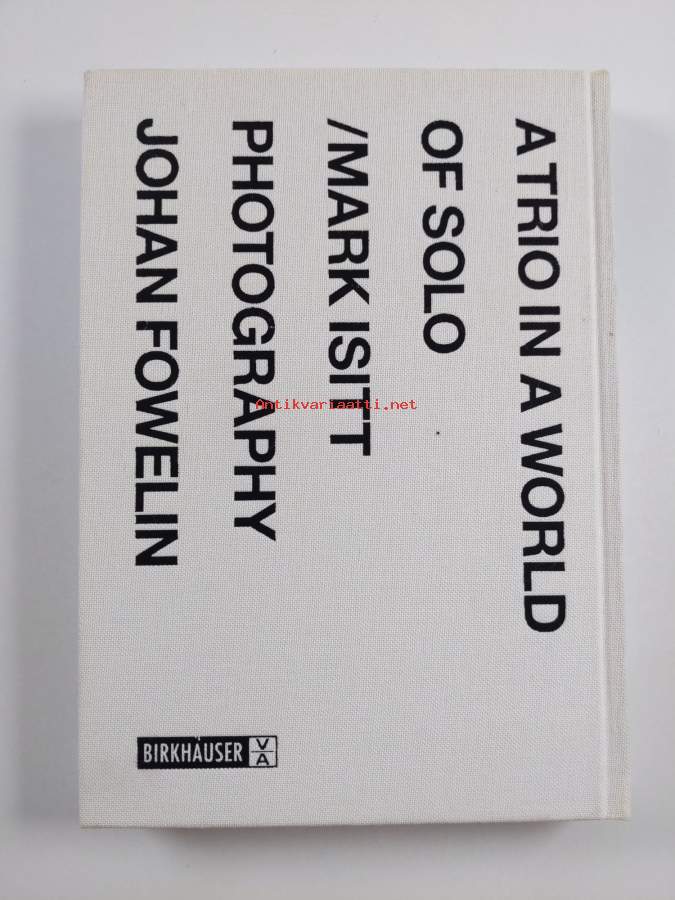 A TRIO IN A WORLD
OF SOLO
/MARK ISITT
PHOTOGRAPHY
JOHAN FOWELIN
Antikvariaatti.net
BIRKHÄUSER V/A